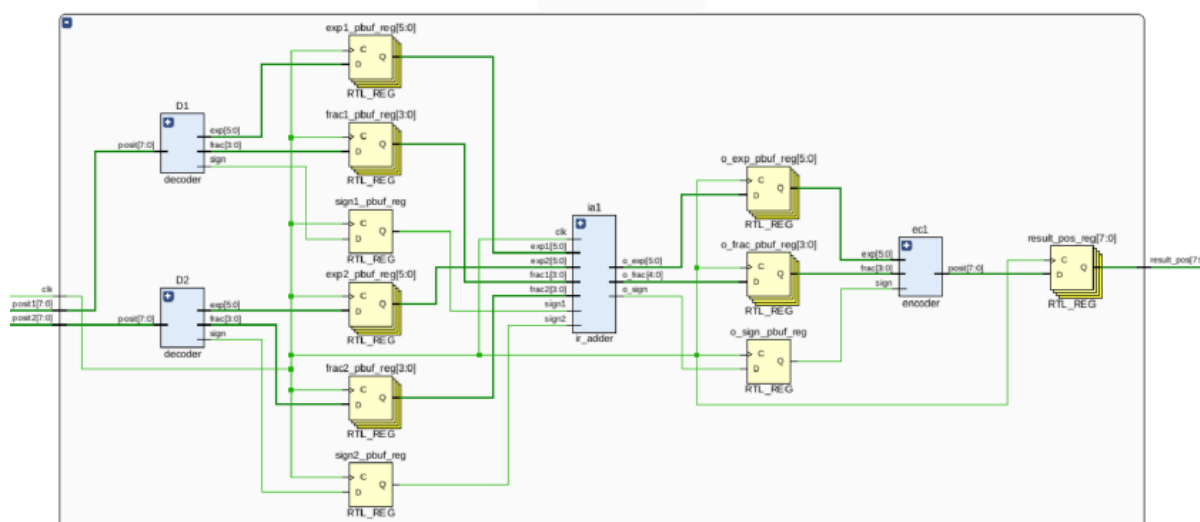 clk
posit1[7:0]
posit2[7:0]
D1
posit[7:0]
exp[5:0]
frac[3:0]
sign
decoder
D2
posit[7:0]
exp[5:0]
frac[3:0]
sign
decoder
exp1_pbuf_reg[5:0]
C
D
Q
RTL_REG
frac1_pbuf_reg[3:0]
C
D
Q
RTL_REG
sign1_pbuf_reg
C
D
Q
RTL_REG
exp2_pbuf_reg[5:0]
C
D
Q
RTL_REG
frac2_pbuf_reg[3:0]
C
D
Q
RTL_REG
sign2_pbuf_reg
C
D
Q
RTL_REG
ia1
clk
exp1[5:0]
exp2[5:0]
frac1[3:0]
frac2[3:0]
sign1
sign2
o_exp[5:0]
o_frac[4:0]
o_sign
ir_adder
o_exp_pbuf_reg[5:0]
C
D
Q
RTL_REG
o_frac_pbuf_reg[3:0]
C
D
Q
RTL_REG
o_sign_pbuf_reg
C
D
Q
RTL_REG
ec1
exp[5:0]
frac[3:0]
sign
post[7:0]
encoder
result_pos_reg[7:0]
C
D
Q
RTL_REG
result_pos[7: